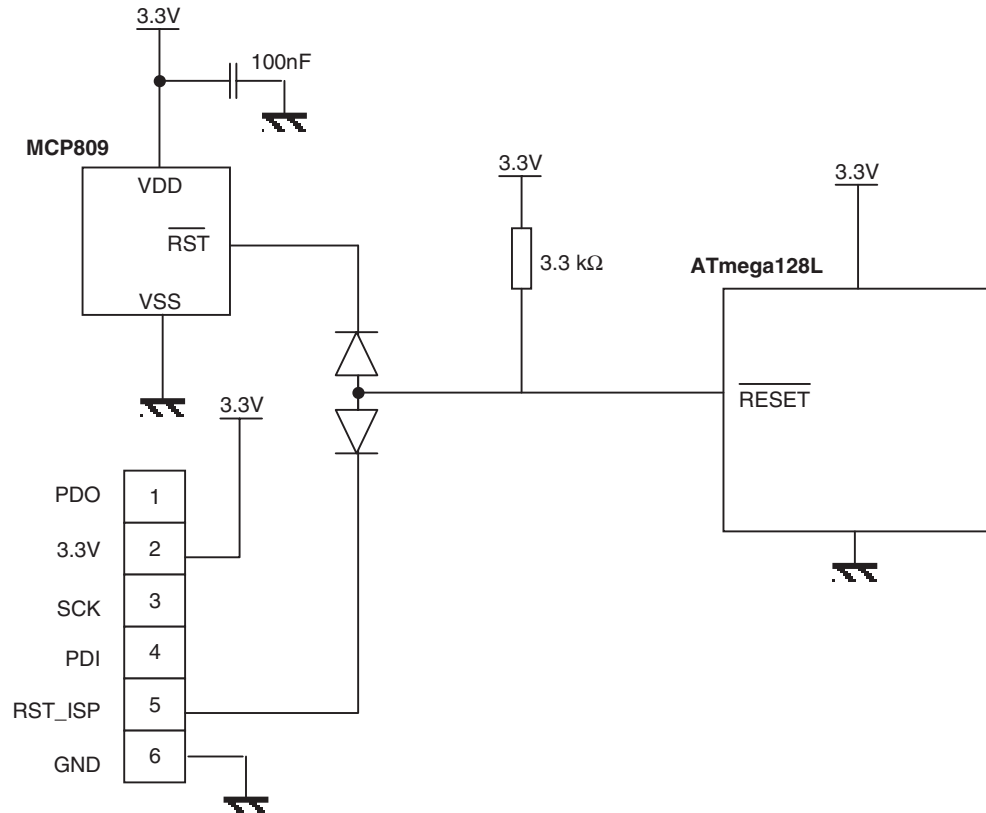 3.3V
100nF
MCP809
VDD
RST
VSS
3.3V
3.3 kΩ
3.3V
ATmega128L
RESET
3.3V
PDO 1
3.3V 2
SCK 3
PDI 4
RST_ISP 5
GND 6